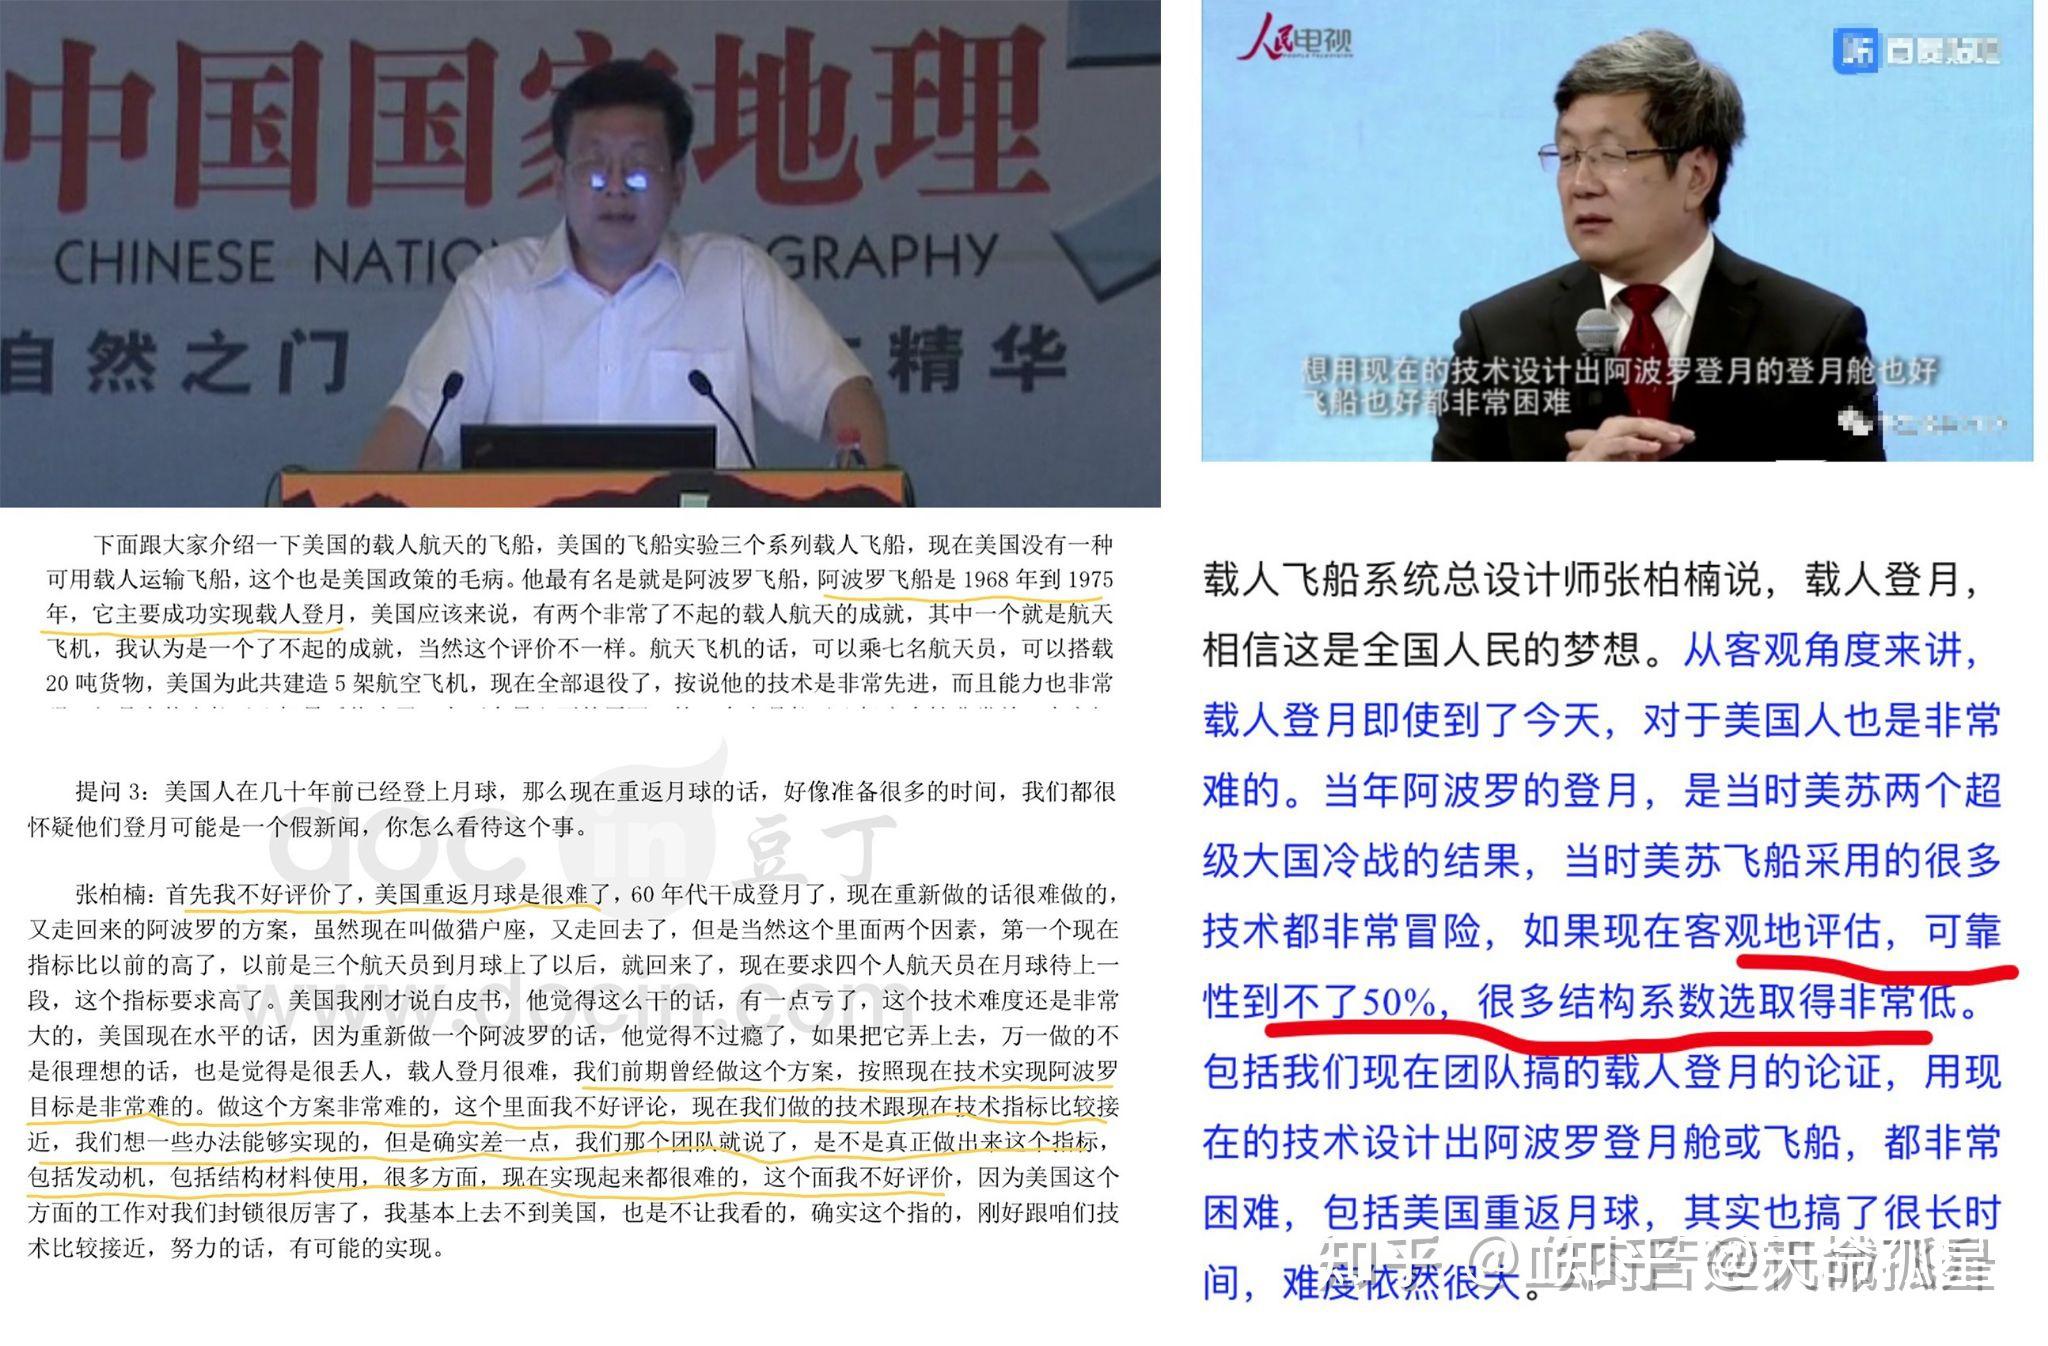 中国国家地理
CHINESE NATIO GRAPHY
自然之门 精华
下面跟大家介绍一下美国的载人航天的飞船，美国的飞船实验三个系列载人飞船，现在美国没有一种
可用载人运输飞船，这个也是美国政策的毛病。他最有名是就是阿波罗飞船，阿波罗飞船是 1968 年到 1975
年，它主要成功实现载人登月，美国应该来说，有两个非常了不起的载人航天的成就，其中一个就是航天
飞机，我认为是一个了不起的成就，当然这个评价不一样。航天飞机的话，可以乘七名航天员，可以搭载
20 吨货物，美国为此共建造 5 架航空飞机，现在全部退役了，按说他的技术是非常先进，而且能力也非常
提问 3：美国人在几十年前已经登上月球，那么现在重返月球的话，好像准备很多的时间，我们都很
怀疑他们登月可能是一个假新闻，你怎么看待这个事。
张柏楠：首先我不好评价了，美国重返月球是很难了，60 年代干成登月了，现在重新做的话很难做的，
又走回来的阿波罗的方案，虽然现在叫做猎户座，又走回去了，但是当然这个里面两个因素，第一个现在
指标比以前的高了，以前是三个航天员到月球上了以后，就回来了，现在要求四个人航天员在月球待上一
段，这个指标要求高了。美国我刚才说白皮书，他觉得这么干的话，有一点亏了，这个技术难度还是非常
大的，美国现在水平的话，因为重新做一个阿波罗的话，他觉得不过瘾了，如果把它弄上去，万一做的不
是很理想的话，也是觉得是很丢人，载人登月很难，我们前期曾经做这个方案，按照现在技术实现阿波罗
目标是非常难的。做这个方案非常难的，这个里面我不好评论，现在我们做的技术跟现在技术指标比较接
近，我们想一些办法能够实现的，但是确实差一点，我们那个团队就说了，是不是真正做出来这个指标，
包括发动机，包括结构材料使用，很多方面，现在实现起来都很难的，这个面我不好评价，因为美国这个
方面的工作对我们封锁很厉害了，我基本上去不到美国，也是不让我看的，确实这个指的，刚好跟咱们技
术比较接近，努力的话，有可能的实现。
docin 豆丁
www.docin.com
人民电视
PEOPLE TELEVISION
想用现在的技术设计出阿波罗登月的登月舱也好
飞船也好都非常困难
载人飞船系统总设计师张柏楠说，载人登月，
相信这是全国人民的梦想。从客观角度来讲，
载人登月即使到了今天，对于美国人也是非常
难的。当年阿波罗的登月，是当时美苏两个超
级大国冷战的结果，当时美苏飞船采用的很多
技术都非常冒险，如果现在客观地评估，可靠
性到不了50%，很多结构系数选取得非常低。
包括我们现在团队搞的载人登月的论证，用现
在的技术设计出阿波罗登月舱或飞船，都非常
困难，包括美国重返月球，其实也搞了很长时
间，难度依然很大。
知乎